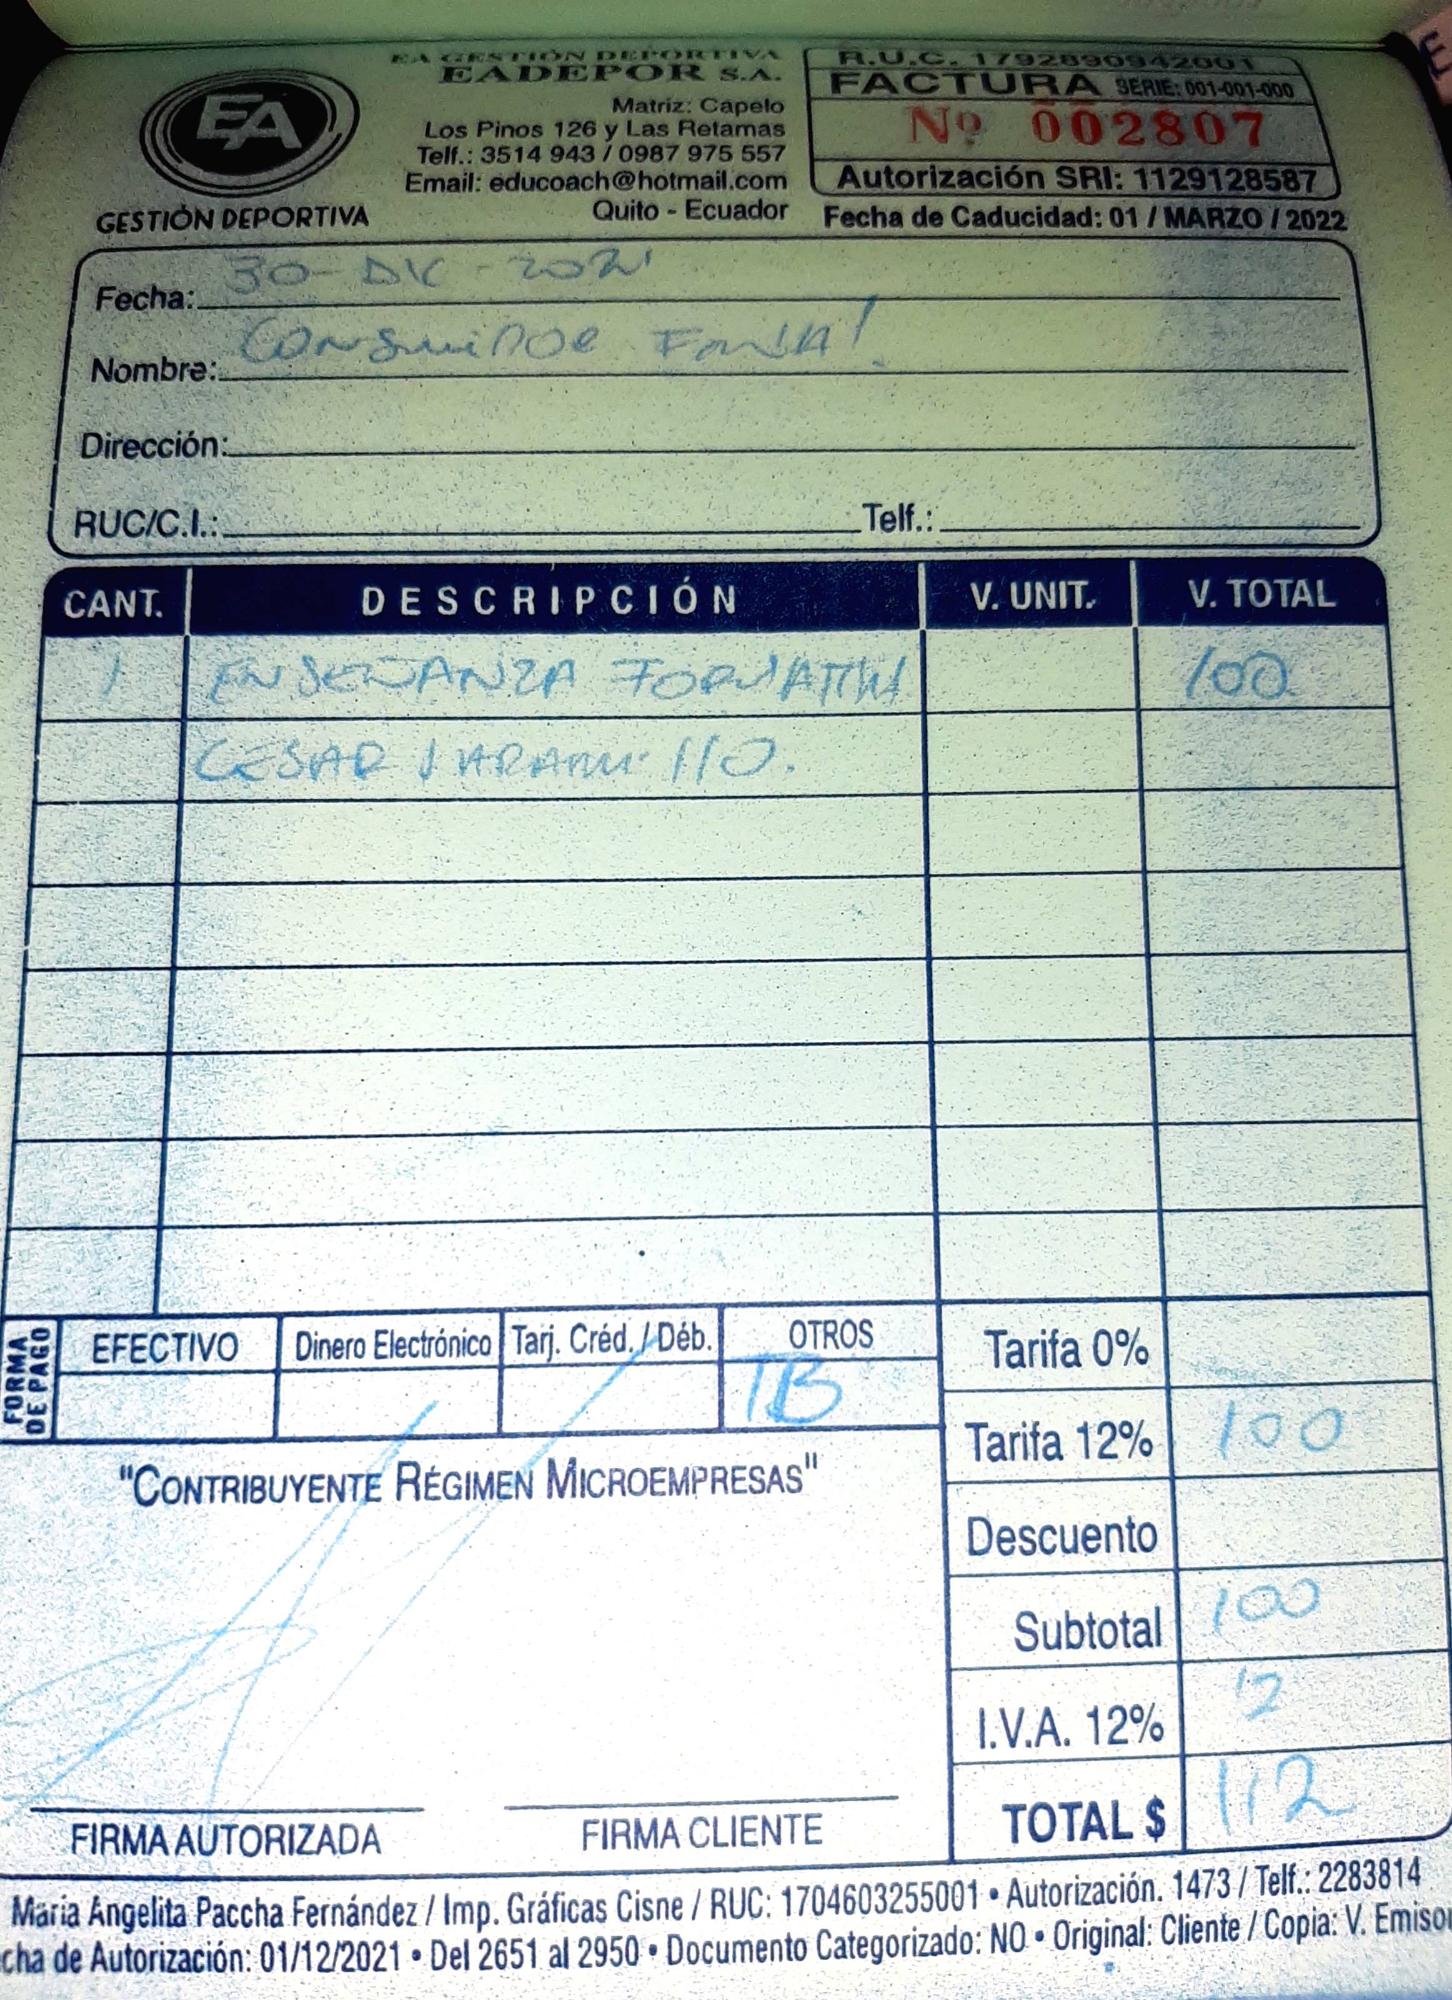 EA
GESTIÓN DEPORTIVA
EA GESTIÓN DEPORTIVA
EADEPOR S.A.
Matriz: Capelo
Los Pinos 126 y Las Retamas
Telf.: 3514 943 / 0987 975 557
Email: educoach@hotmail.com
Quito - Ecuador
R.U.C. 1792890942001
FACTURA SERIE: 001-001-000
Nº 002807
Autorización SRI: 1129128587
Fecha de Caducidad: 01 / MARZO / 2022
Fecha: 30 - DIC - 2021
Nombre: Consumidor Final
Dirección:
RUC/C.I.: Telf.:
CANT. DESCRIPCIÓN V. UNIT. V. TOTAL
1 ENSEÑANZA FORMATIVA 100
CESAR JARAMILLO.
FORMA DE PAGO
EFECTIVO Dinero Electrónico Tarj. Créd. / Déb. OTROS
TB
Tarifa 0%
Tarifa 12% 100
Descuento
Subtotal 100
I.V.A. 12% 12
TOTAL $ 112
"CONTRIBUYENTE RÉGIMEN MICROEMPRESAS"
FIRMA AUTORIZADA FIRMA CLIENTE
María Angelita Paccha Fernández / Imp. Gráficas Cisne / RUC: 1704603255001 • Autorización. 1473 / Telf.: 2283814
cha de Autorización: 01/12/2021 • Del 2651 al 2950 • Documento Categorizado: NO • Original: Cliente / Copia: V. Emisor